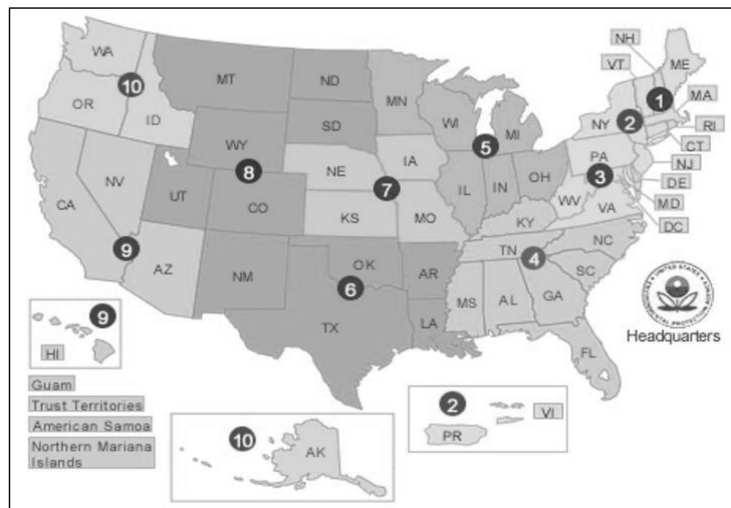 NH
ME
VT
WA
10
MT
ND
MN
1
MA
OR
ID
SD
WI
MI
NY
2
RI
WY
5
CT
PA
NJ
8
NE
IA
3
DE
NV
UT
7
IL
IN
OH
WV
MD
CA
CO
KS
MO
KY
VA
DC
9
OK
TN
4
NC
AZ
NM
6
AR
SC
MS
AL
GA
9
TX
LA
Headquarters
HI
FL
Guam
Trust Territories
American Samoa
Northern Mariana
Islands
10
AK
2
VI
PR